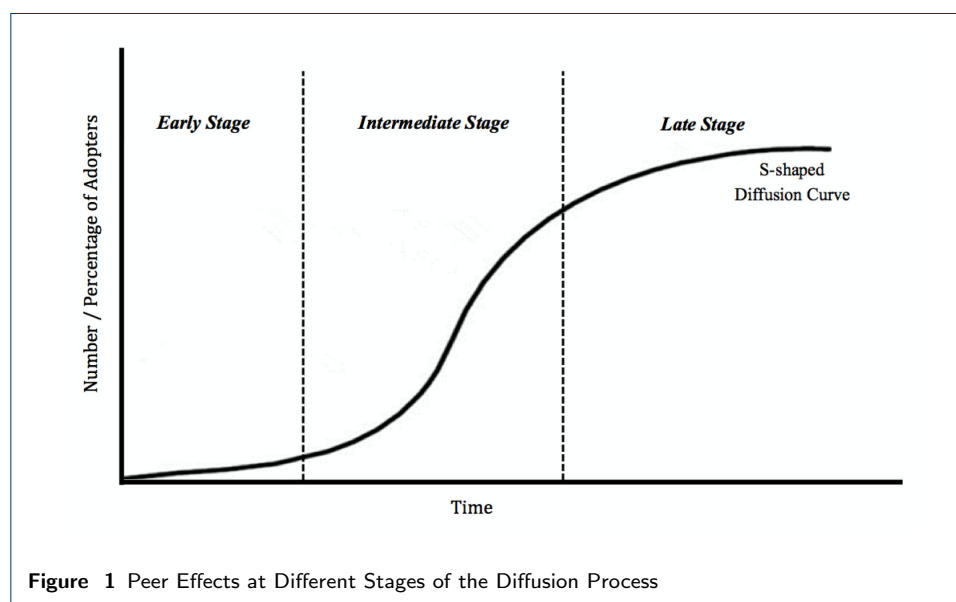 Early Stage
Intermediate Stage
Late Stage
S-shaped
Diffusion Curve
Number / Percentage of Adopters
Time
Figure 1 Peer Effects at Different Stages of the Diffusion Process